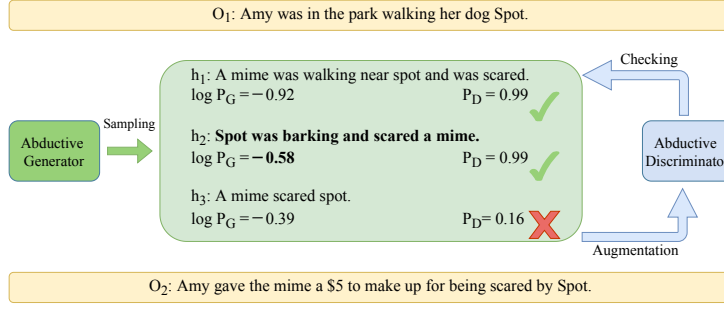 O1: Amy was in the park walking her dog Spot.
Checking
h1: A mime was walking near spot and was scared.
log PG =−0.92 PD = 0.99
Sampling
Abductive
Generator
h2: Spot was barking and scared a mime.
log PG =−0.58 PD = 0.99
Abductive
Discriminator
h3: A mime scared spot.
log PG =−0.39 PD= 0.16
Augmentation
O2: Amy gave the mime a $5 to make up for being scared by Spot.